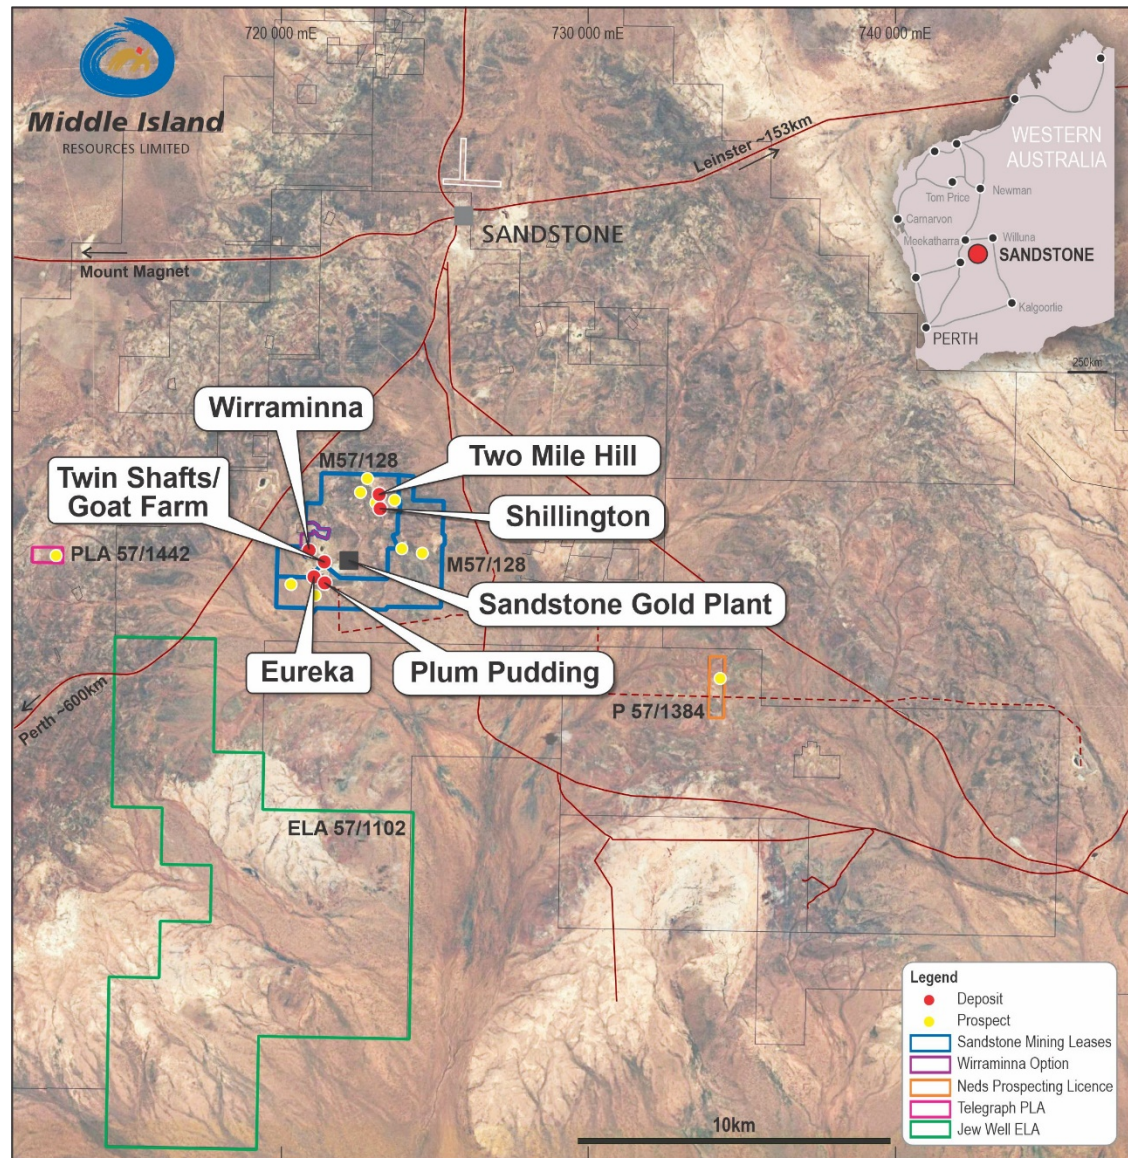 720 000 mE
730 000 mE
740 000 mE
Middle Island
RESOURCES LIMITED
Leinster ~153km
WESTERN
AUSTRALIA
Tom Price
Newman
Carnarvon
Meekatharra
Wiluna
SANDSTONE
Kalgoorlie
PERTH
250km
SANDSTONE
Mount Magnet
Wirraminna
M57/128
Two Mile Hill
Twin Shafts/
Goat Farm
Shillington
PLA 57/1442
M57/128
Sandstone Gold Plant
Eureka
Plum Pudding
Perth ~600km
P 57/1384
ELA 57/1102
Legend
Deposit
Prospect
Sandstone Mining Leases
Wirraminna Option
Neds Prospecting Licence
Telegraph PLA
Jew Well ELA
10km